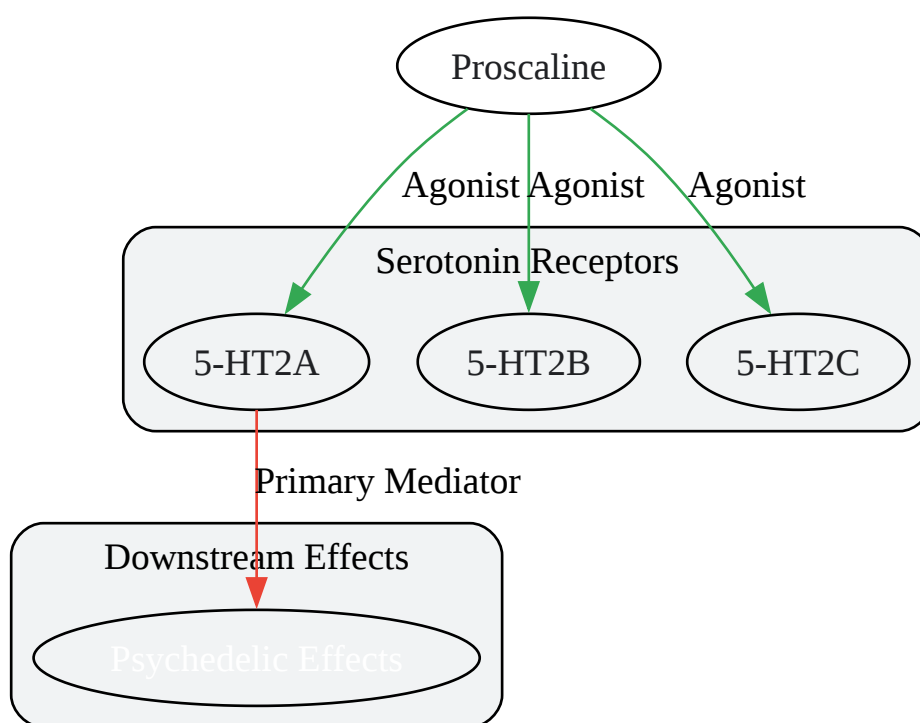 Proscaline
Agonist Agonist Agonist
Serotonin Receptors
5-HT2A 5-HT2B 5-HT2C
Primary Mediator
Downstream Effects
Psychedelic Effects